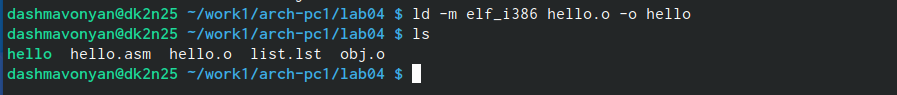 dashmavonyan@dk2n25 ~/work1/arch-pc1/lab04 $ ld -m elf_i386 hello.o -o hello
dashmavonyan@dk2n25 ~/work1/arch-pc1/lab04 $ ls
hello  hello.asm  hello.o  list.lst  obj.o
dashmavonyan@dk2n25 ~/work1/arch-pc1/lab04 $